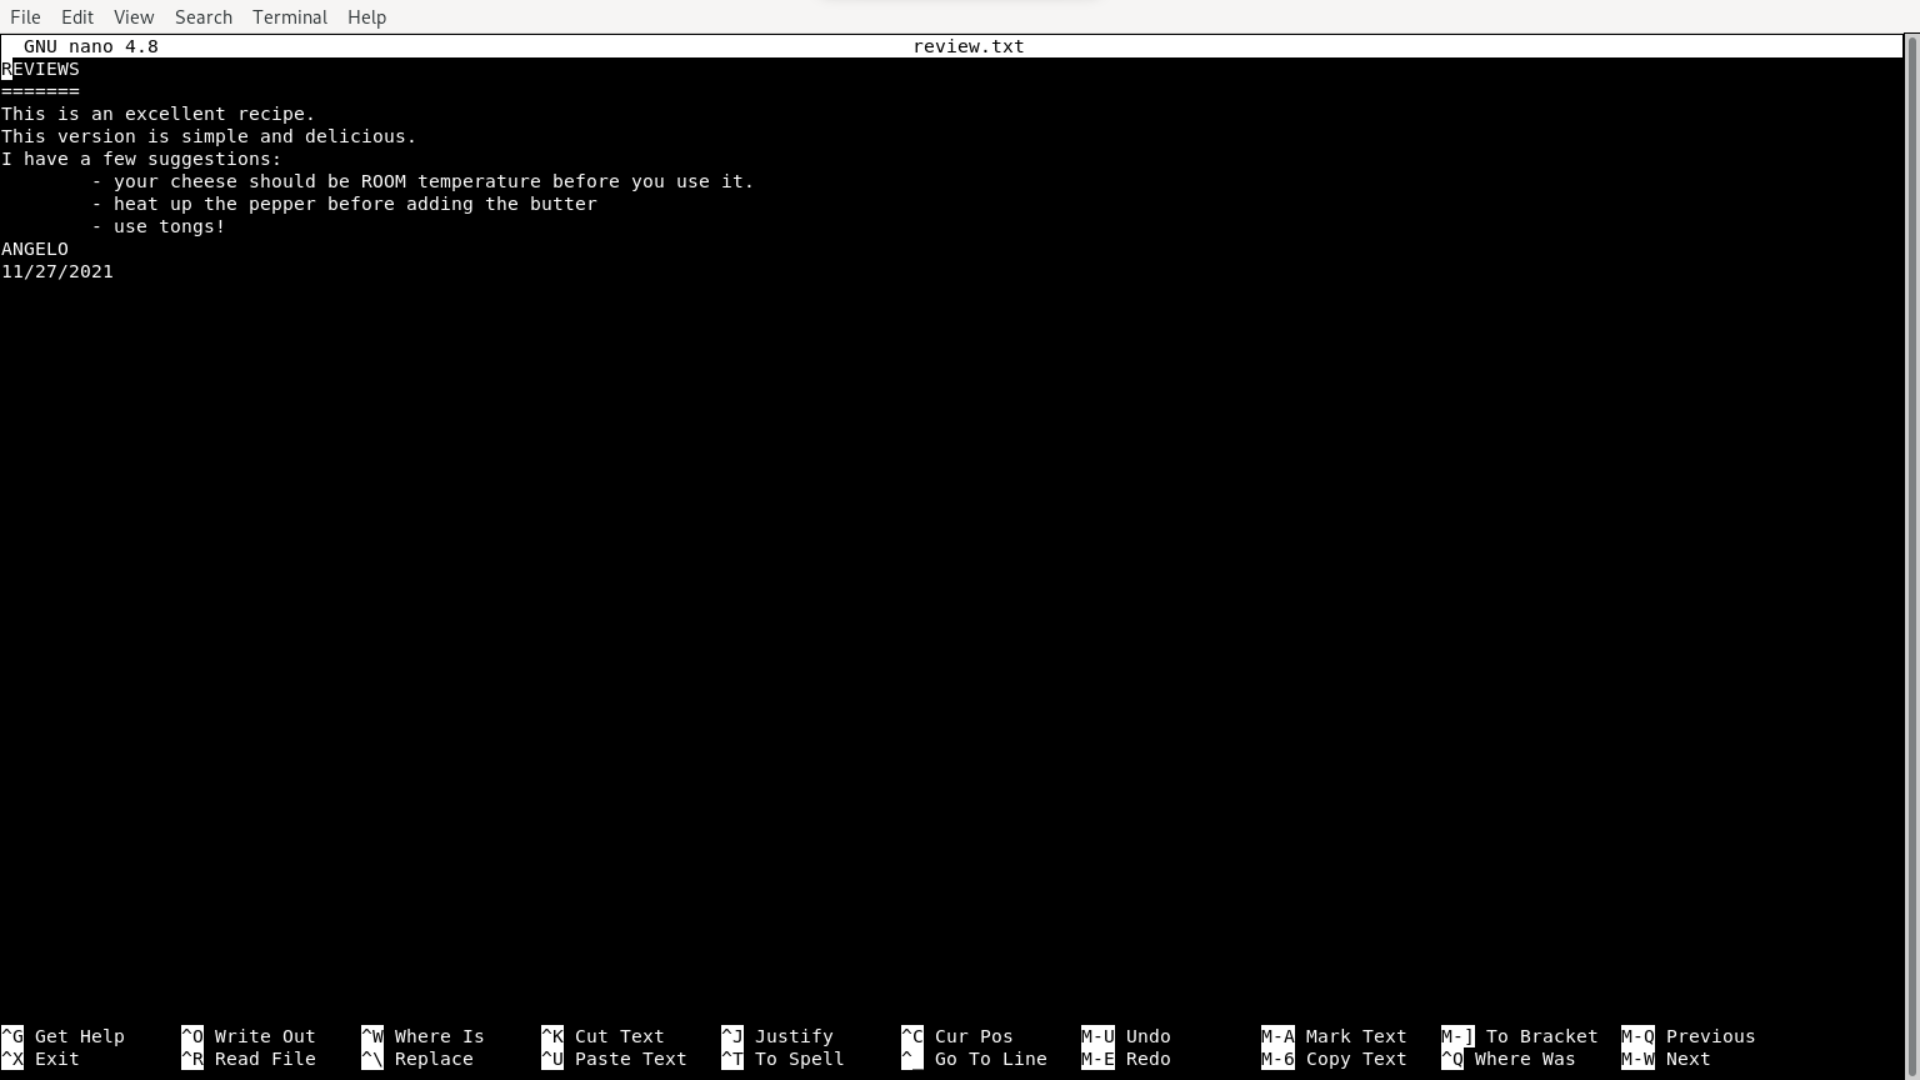 File Edit View Search Terminal Help
GNU nano 4.8 review.txt
REVIEWS
=======
This is an excellent recipe.
This version is simple and delicious.
I have a few suggestions:
- your cheese should be ROOM temperature before you use it.
- heat up the pepper before adding the butter
- use tongs!
ANGELO
11/27/2021
^G Get Help ^O Write Out ^W Where Is ^K Cut Text ^J Justify ^C Cur Pos M-U Undo M-A Mark Text M-] To Bracket M-Q Previous
^X Exit ^R Read File ^\ Replace ^U Paste Text ^T To Spell ^_ Go To Line M-E Redo M-6 Copy Text ^Q Where Was M-W Next